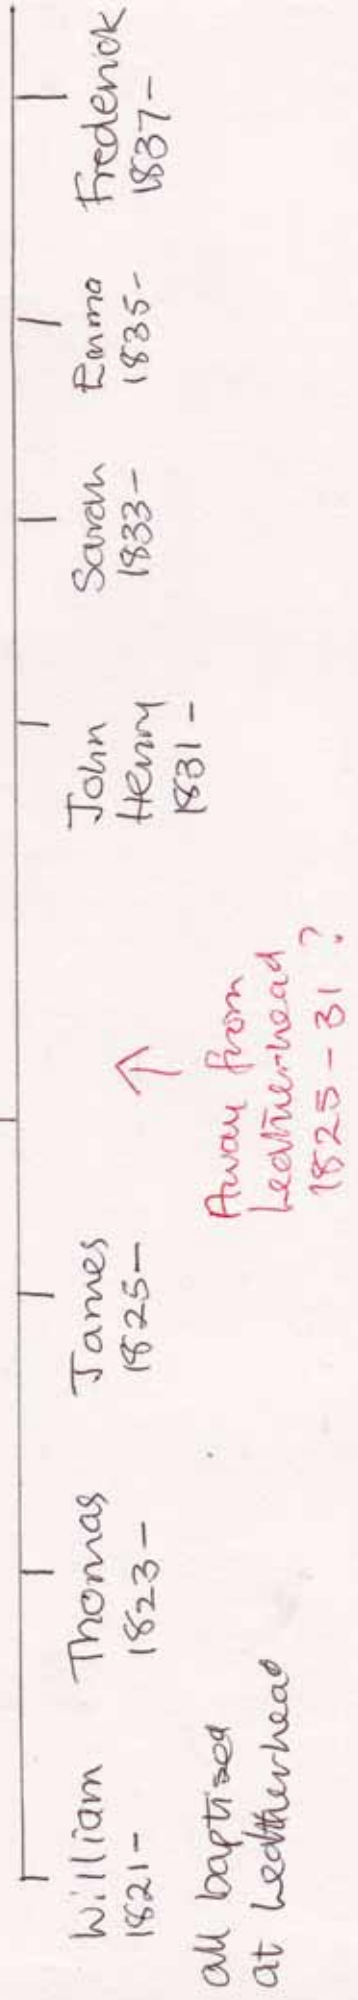 William
1821-
Thomas
1823-
James
1825-
John
Henry
1831-
Sarah
1833-
Emma
1835-
Frederick
1837-
all baptised
at Leatherhead
Away from
Leatherhead
1825-31?